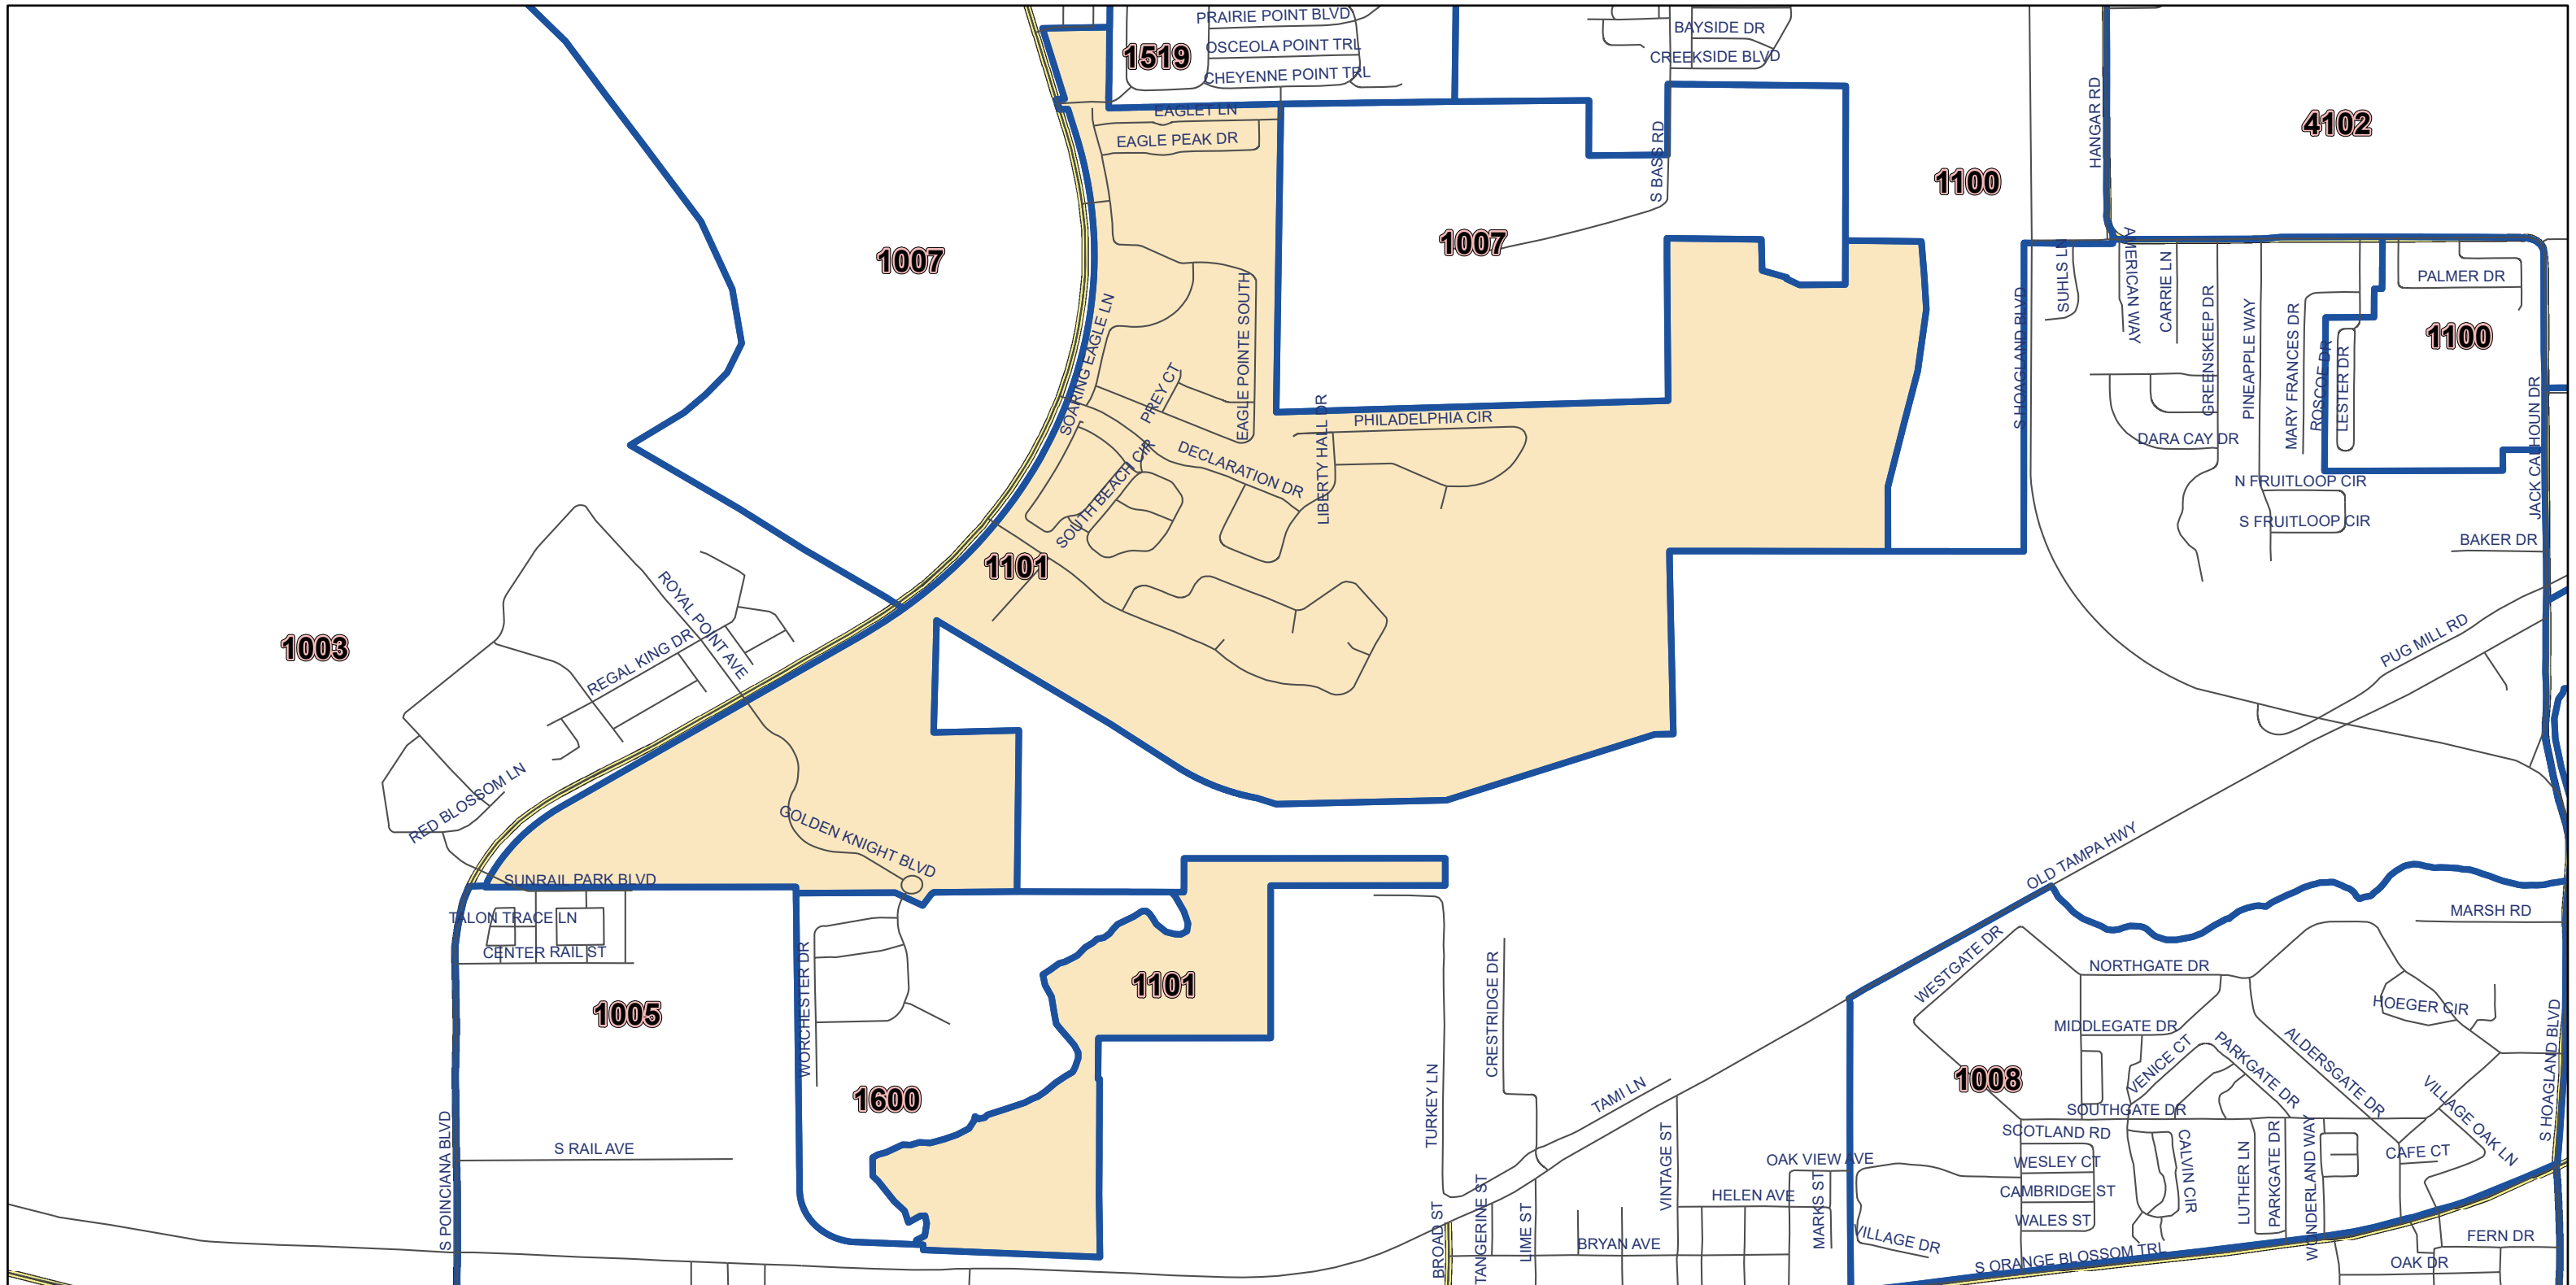 PRAIRIE POINT BLVD
BAYSIDE DR
OSCEOLA POINT TRL
1519
CREEKSIDE BLVD
CHEYENNE POINT TRL
EAGLET LN
HANGAR RD
4102
EAGLE PEAK DR
S BASS RD
1100
1007
1007
SUHLS LN
AMERICAN WAY
CARRIE LN
PALMER DR
SOARING EAGLE LN
EAGLE POINTE SOUTH
S HOAGLAND BLVD
GREENSKEEP DR
PINEAPPLE WAY
MARY FRANCES DR
ROSCOE DR
LESTER DR
1100
PREY CT
JACK CALHOUN DR
PHILADELPHIA CIR
LIBERTY HALL DR
DARA CAY DR
DECLARATION DR
SOUTH BEACH CIR
N FRUITLOOP CIR
S FRUITLOOP CIR
BAKER DR
1101
ROYAL POINT AVE
1003
REGAL KING DR
PUG MILL RD
RED BLOSSOM LN
GOLDEN KNIGHT BLVD
OLD TAMPA HWY
SUNRAIL PARK BLVD
TALON TRACE LN
MARSH RD
CENTER RAIL ST
WORCHESTER DR
CRESTRIDGE DR
WESTGATE DR
NORTHGATE DR
1101
HOEGER CIR
1005
MIDDLEGATE DR
VENICE CT
PARKGATE DR
ALDERSGATE DR
S HOAGLAND BLVD
1600
TURKEY LN
TAMI LN
1008
VILLAGE OAK LN
SOUTHGATE DR
S POINCIANA BLVD
S RAIL AVE
VINTAGE ST
SCOTLAND RD
CALVIN CIR
LUTHER LN
PARKGATE DR
WONDERLAND WAY
CAFE CT
OAK VIEW AVE
WESLEY CT
HELEN AVE
MARKS ST
CAMBRIDGE ST
BROAD ST
TANGERINE ST
LIME ST
WALES ST
BRYAN AVE
VILLAGE DR
FERN DR
S ORANGE BLOSSOM TRL
OAK DR